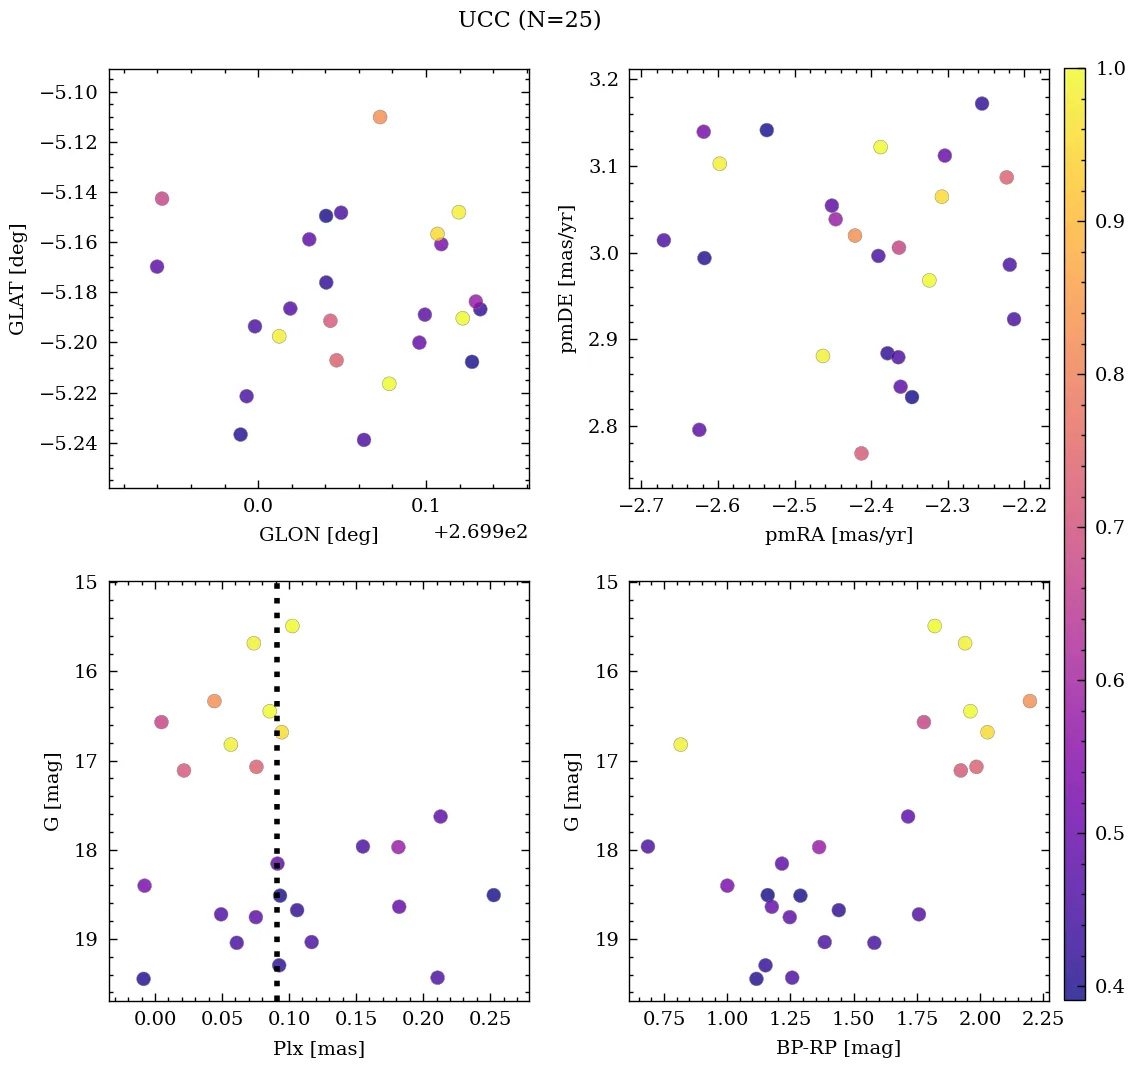 UCC (N=25)
−5.10
−5.12
−5.14
−5.16
−5.18
−5.20
−5.22
−5.24
GLAT [deg]
0.0 0.1
GLON [deg] +2.699e2
3.2
3.1
3.0
2.9
2.8
pmDE [mas/yr]
−2.7 −2.6 −2.5 −2.4 −2.3 −2.2
pmRA [mas/yr]
15
16
17
18
19
G [mag]
0.00 0.05 0.10 0.15 0.20 0.25
Plx [mas]
15
16
17
18
19
G [mag]
0.75 1.00 1.25 1.50 1.75 2.00 2.25
BP-RP [mag]
1.0
0.9
0.8
0.7
0.6
0.5
0.4